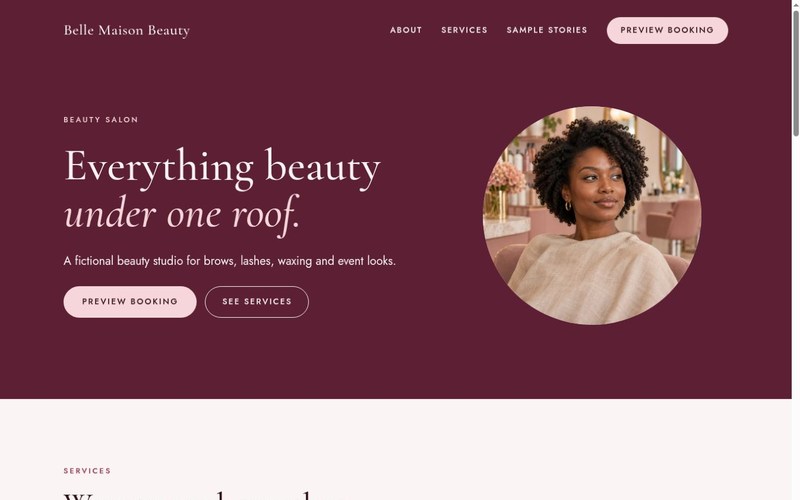 Belle Maison Beauty
ABOUT SERVICES SAMPLE STORIES PREVIEW BOOKING
BEAUTY SALON
Everything beauty
under one roof.
A fictional beauty studio for brows, lashes, waxing and event looks.
PREVIEW BOOKING SEE SERVICES
SERVICES